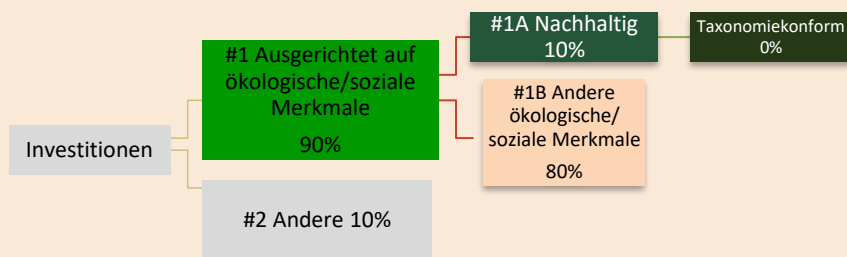 Investitionen
#1 Ausgerichtet auf
ökologische/soziale
Merkmale
90%
#2 Andere 10%
#1A Nachhaltig
10%
#1B Andere
ökologische/
soziale Merkmale
80%
Taxonomiekonform
0%